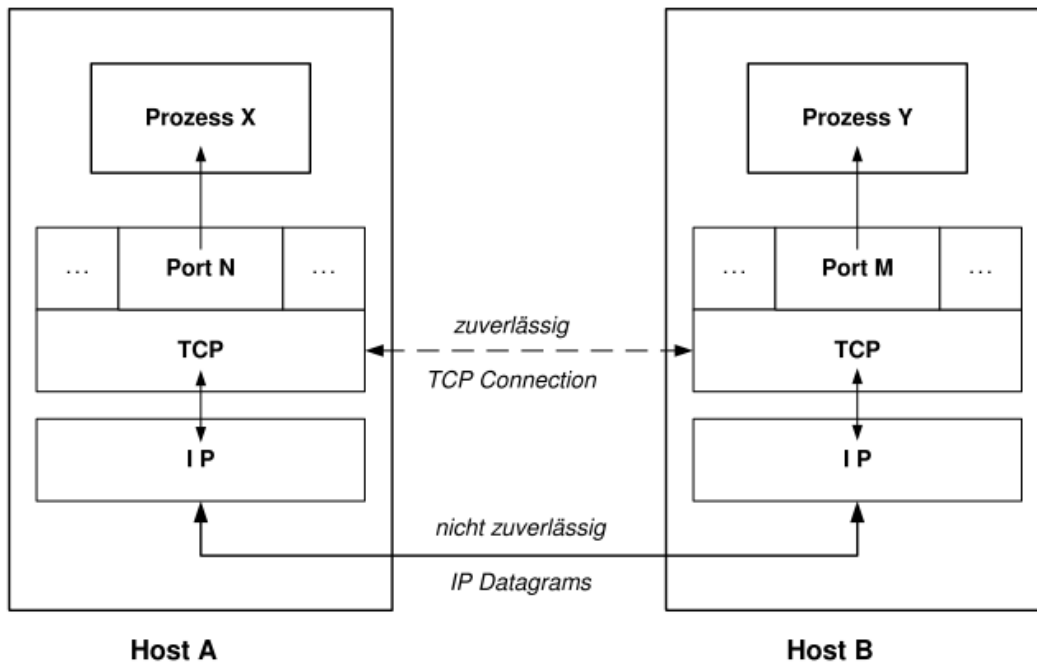 Prozess X
Prozess Y
... Port N ...
... Port M ...
zuverlässig
TCP
TCP
TCP Connection
I P
I P
nicht zuverlässig
IP Datagrams
Host A
Host B